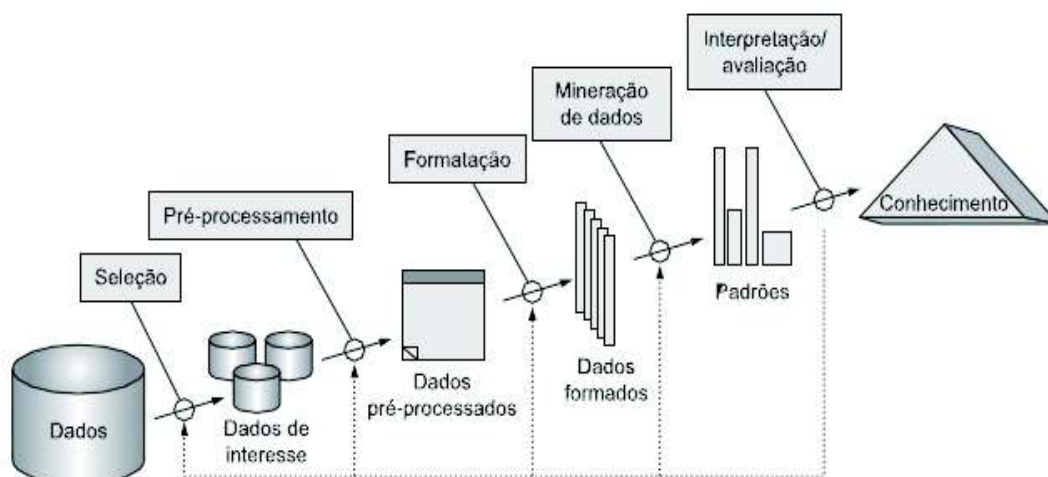 Interpretação/
avaliação
Mineração
de dados
Formatação
Pré-processamento
Seleção
Dados
Dados de
interesse
Dados
pré-processados
Dados
formados
Padrões
Conhecimento